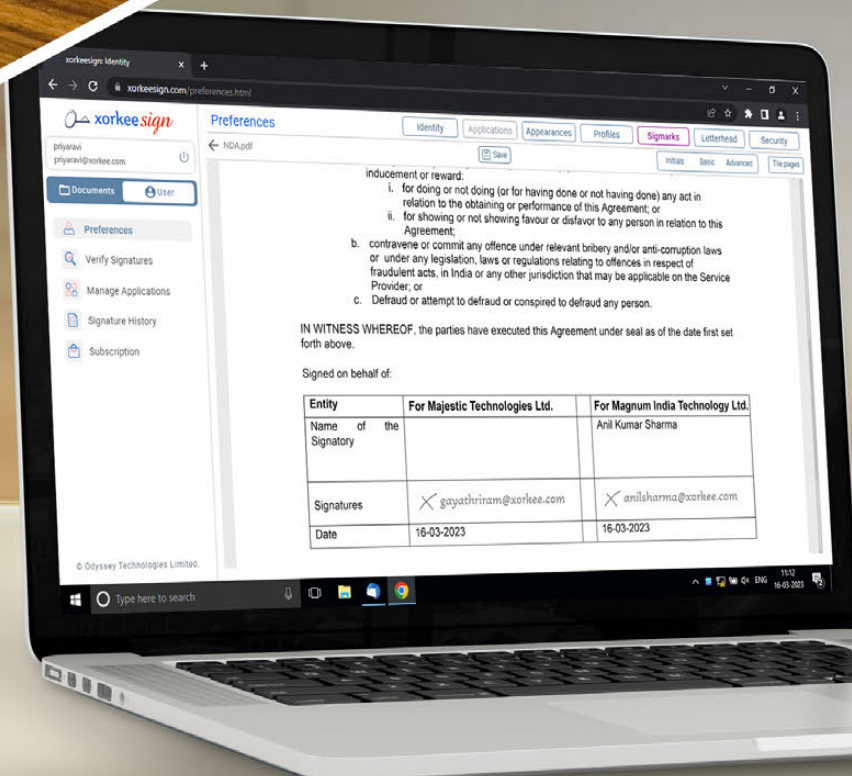 xorkeesign: Identity x +
xorkeesign.com/preferences.html
xorkeesign
Preferences
Identity Applications Appearances Profiles Sigmarks Letterhead Security
priyaravi
priyaravi@xorkee.com
NDA.pdf
Save
Initials Basic Advanced Tile pages
Documents User
Preferences
Verify Signatures
Manage Applications
Signature History
Subscription
© Odyssey Technologies Limited.
inducement or reward:
i. for doing or not doing (or for having done or not having done) any act in
relation to the obtaining or performance of this Agreement; or
ii. for showing or not showing favour or disfavor to any person in relation to this
Agreement;
b. contravene or commit any offence under relevant bribery and/or anti-corruption laws
or under any legislation, laws or regulations relating to offences in respect of
fraudulent acts, in India or any other jurisdiction that may be applicable on the Service
Provider; or
c. Defraud or attempt to defraud or conspired to defraud any person.
IN WITNESS WHEREOF, the parties have executed this Agreement under seal as of the date first set
forth above.
Signed on behalf of:
Entity For Majestic Technologies Ltd. For Magnum India Technology Ltd.
Name of the Anil Kumar Sharma
Signatory
Signatures gayathriram@xorkee.com anilsharma@xorkee.com
Date 16-03-2023 16-03-2023
Type here to search
ENG 11:12
16-03-2023
2